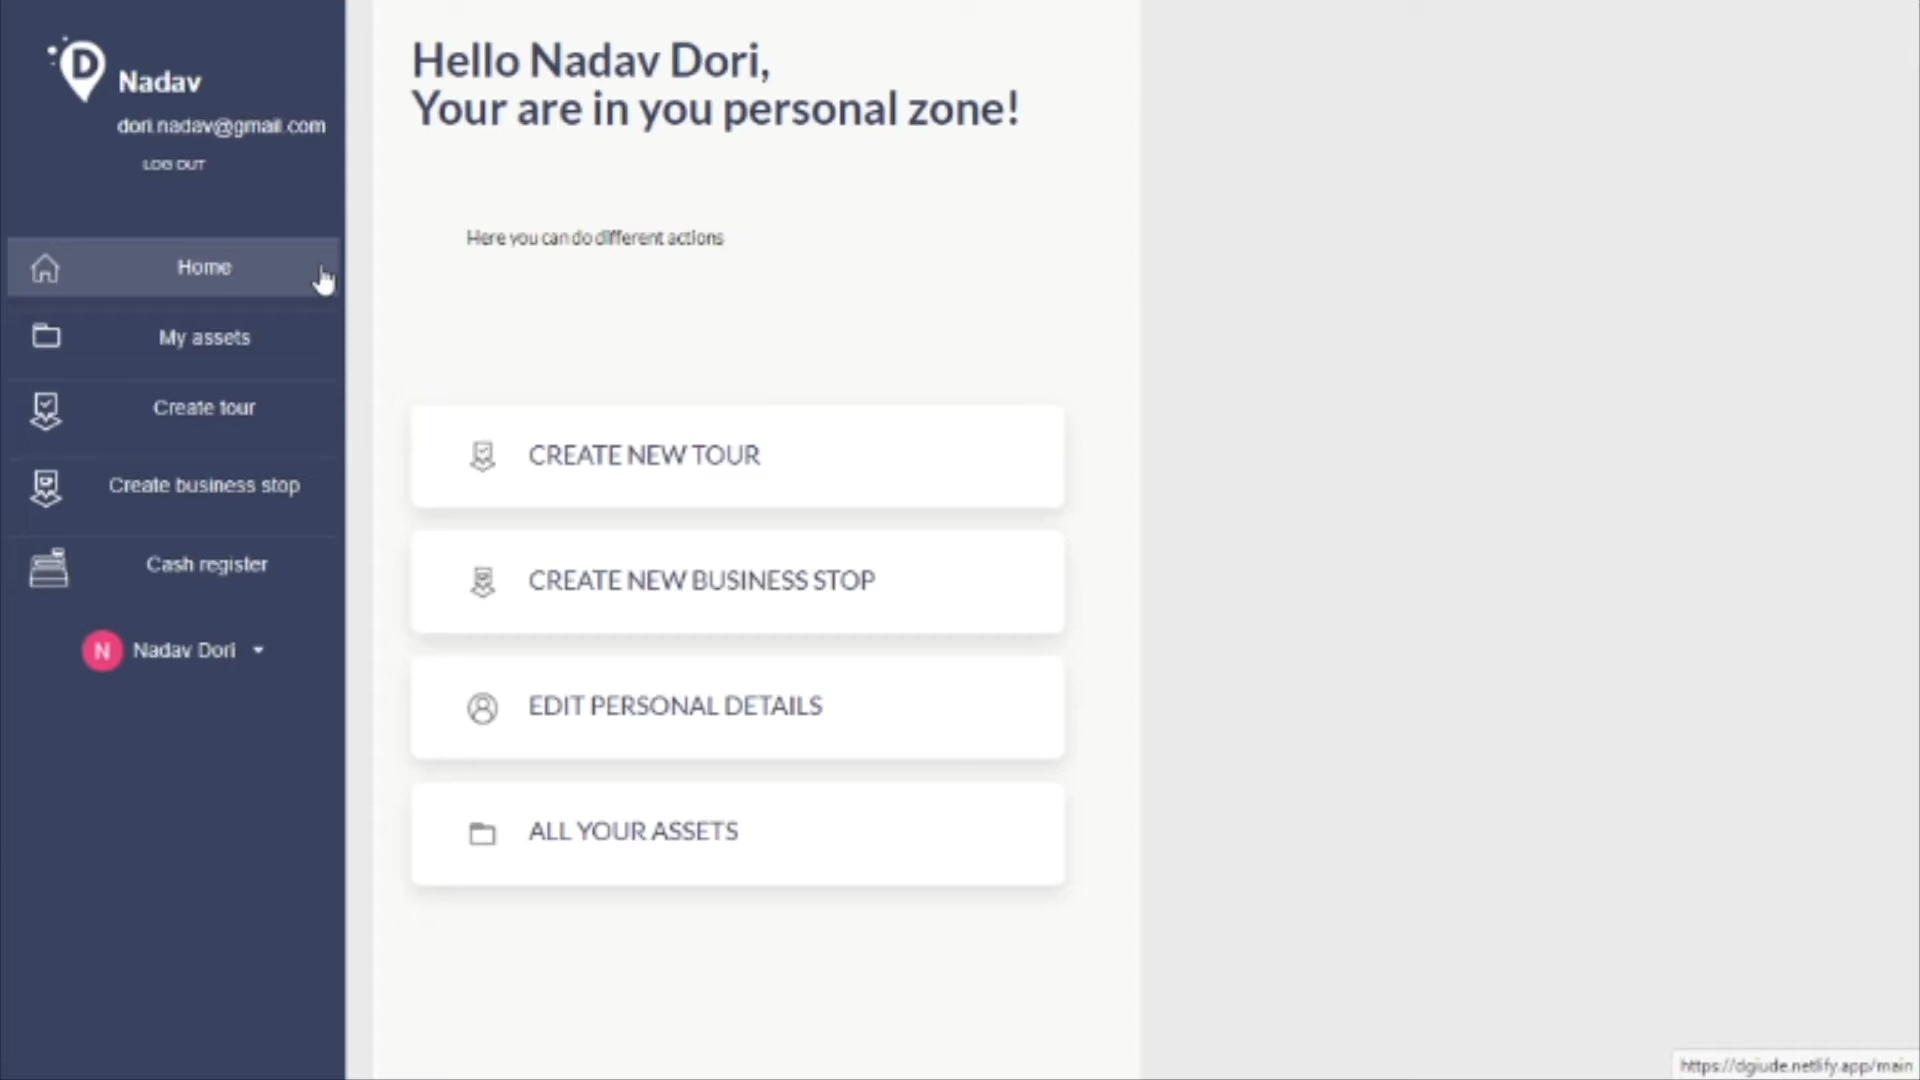 D
Nadav
dori.nadav@gmail.com
LOG OUT
Home
My assets
Create tour
Create business stop
Cash register
N Nadav Dori
Hello Nadav Dori,
Your are in you personal zone!
Here you can do different actions
CREATE NEW TOUR
CREATE NEW BUSINESS STOP
EDIT PERSONAL DETAILS
ALL YOUR ASSETS
https://dgiude.netlify.app/main